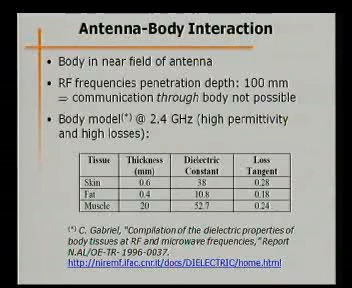 Antenna-Body Interaction
• Body in near field of antenna
• RF frequencies penetration depth: 100 mm
⇒ communication through body not possible
• Body model(*) @ 2.4 GHz (high permittivity
and high losses):
Tissue Thickness (mm) Dielectric Constant Loss Tangent
Skin 0.6 38 0.28
Fat 0.4 10.8 0.18
Muscle 20 52.7 0.24
(*) C. Gabriel, "Compilation of the dielectric properties of
body tissues at RF and microwave frequencies," Report
N.AL/OE-TR- 1996-0037.
http://niremf.ifac.cnr.it/docs/DIELECTRIC/home.html